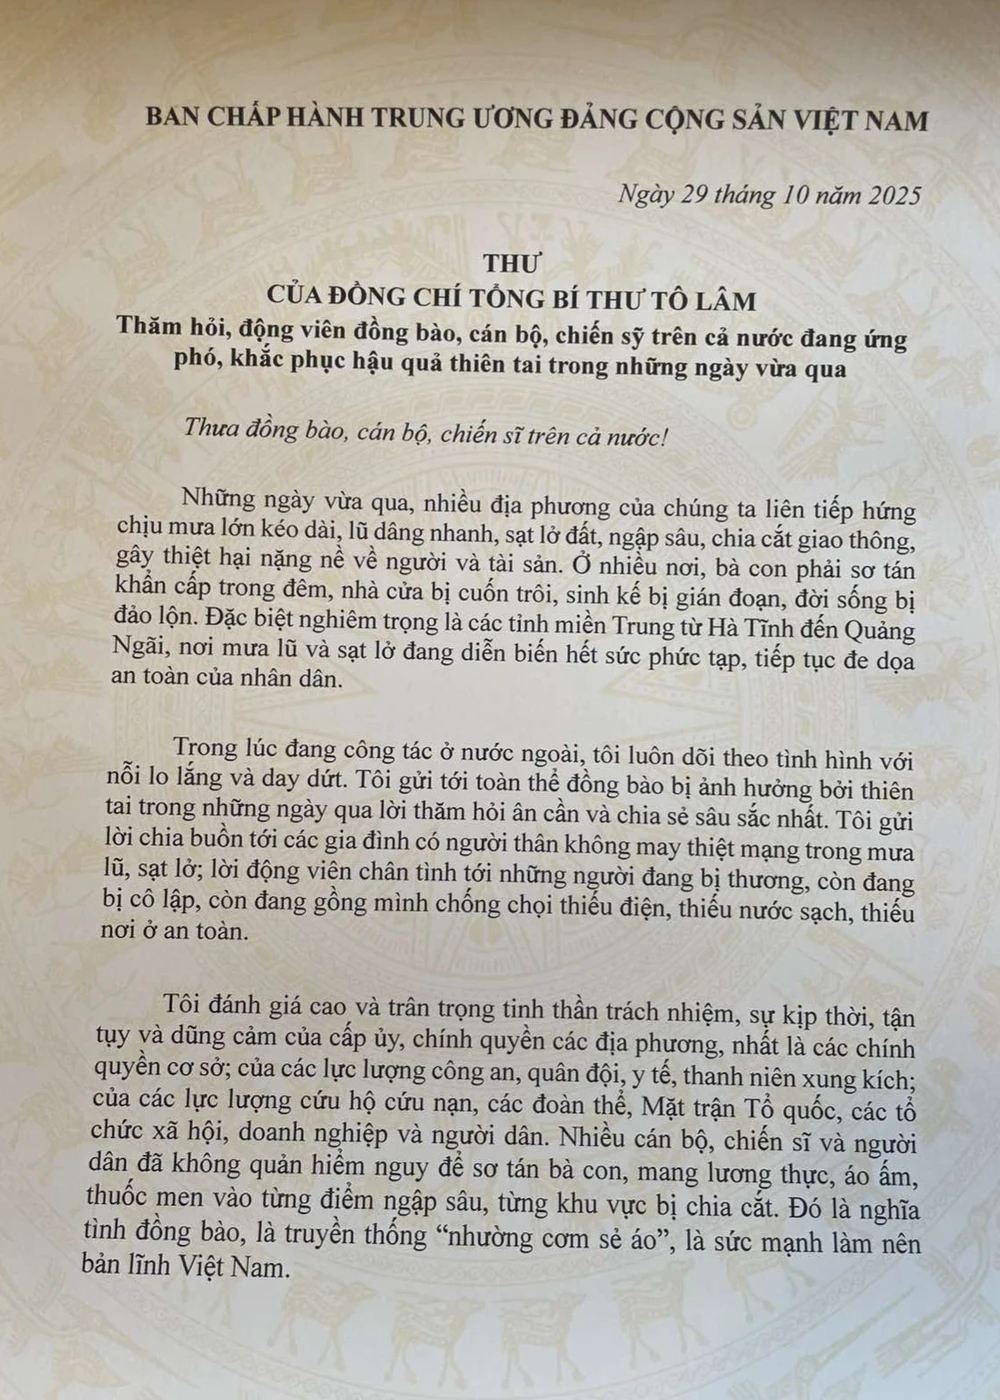 BAN CHẤP HÀNH TRUNG ƯƠNG ĐẢNG CỘNG SẢN VIỆT NAM
Ngày 29 tháng 10 năm 2025
THƯ
CỦA ĐỒNG CHÍ TỔNG BÍ THƯ TÔ LÂM
Thăm hỏi, động viên đồng bào, cán bộ, chiến sỹ trên cả nước đang ứng
phó, khắc phục hậu quả thiên tai trong những ngày vừa qua
Thưa đồng bào, cán bộ, chiến sĩ trên cả nước!
Những ngày vừa qua, nhiều địa phương của chúng ta liên tiếp hứng
chịu mưa lớn kéo dài, lũ dâng nhanh, sạt lở đất, ngập sâu, chia cắt giao thông,
gây thiệt hại nặng nề về người và tài sản. Ở nhiều nơi, bà con phải sơ tán
khẩn cấp trong đêm, nhà cửa bị cuốn trôi, sinh kế bị gián đoạn, đời sống bị
đảo lộn. Đặc biệt nghiêm trọng là các tỉnh miền Trung từ Hà Tĩnh đến Quảng
Ngãi, nơi mưa lũ và sạt lở đang diễn biến hết sức phức tạp, tiếp tục đe dọa
an toàn của nhân dân.
Trong lúc đang công tác ở nước ngoài, tôi luôn dõi theo tình hình với
nỗi lo lắng và day dứt. Tôi gửi tới toàn thể đồng bào bị ảnh hưởng bởi thiên
tai trong những ngày qua lời thăm hỏi ân cần và chia sẻ sâu sắc nhất. Tôi gửi
lời chia buồn tới các gia đình có người thân không may thiệt mạng trong mưa
lũ, sạt lở; lời động viên chân tình tới những người đang bị thương, còn đang
bị cô lập, còn đang gồng mình chống chọi thiếu điện, thiếu nước sạch, thiếu
nơi ở an toàn.
Tôi đánh giá cao và trân trọng tinh thần trách nhiệm, sự kịp thời, tận
tụy và dũng cảm của cấp ủy, chính quyền các địa phương, nhất là các chính
quyền cơ sở; của các lực lượng công an, quân đội, y tế, thanh niên xung kích;
của các lực lượng cứu hộ cứu nạn, các đoàn thể, Mặt trận Tổ quốc, các tổ
chức xã hội, doanh nghiệp và người dân. Nhiều cán bộ, chiến sĩ và người
dân đã không quản hiểm nguy để sơ tán bà con, mang lương thực, áo ấm,
thuốc men vào từng điểm ngập sâu, từng khu vực bị chia cắt. Đó là nghĩa
tình đồng bào, là truyền thống “nhường cơm sẻ áo”, là sức mạnh làm nên
bản lĩnh Việt Nam.